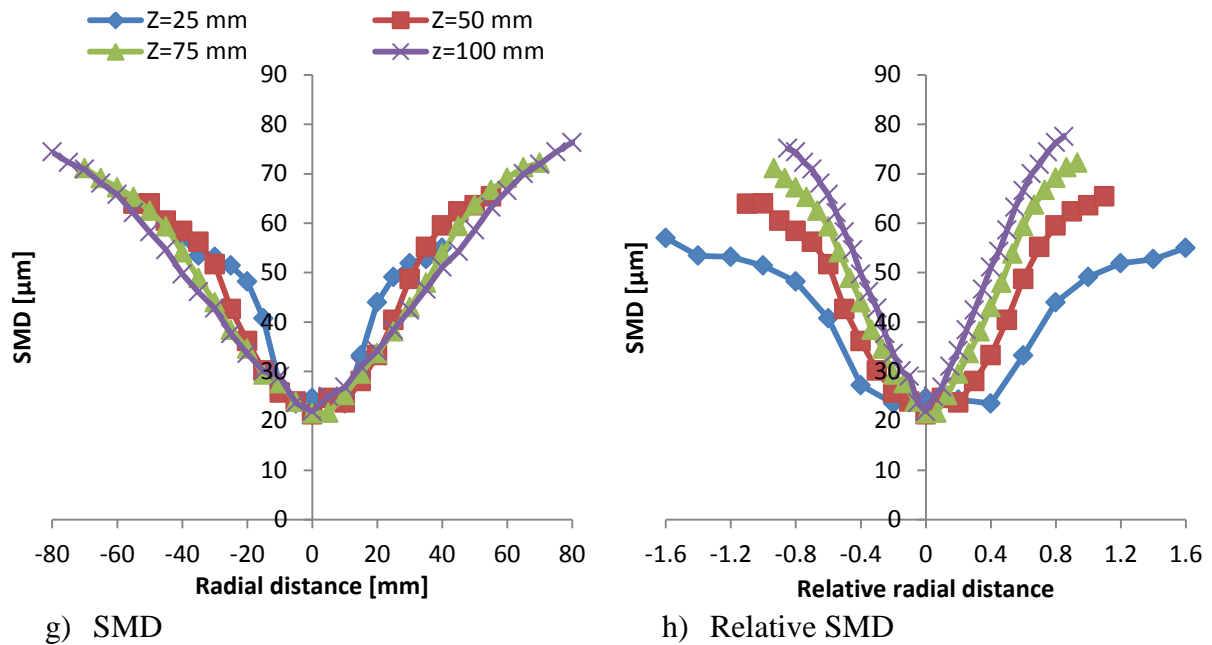 Z=25 mm Z=50 mm
Z=75 mm z=100 mm
90
80
70
60
50
40
30
20
10
0
SMD [µm]
-80 -60 -40 -20 0 20 40 60 80
Radial distance [mm]
g) SMD
90
80
70
60
50
40
30
20
10
0
SMD [µm]
-1.6 -1.2 -0.8 -0.4 0 0.4 0.8 1.2 1.6
Relative radial distance
h) Relative SMD